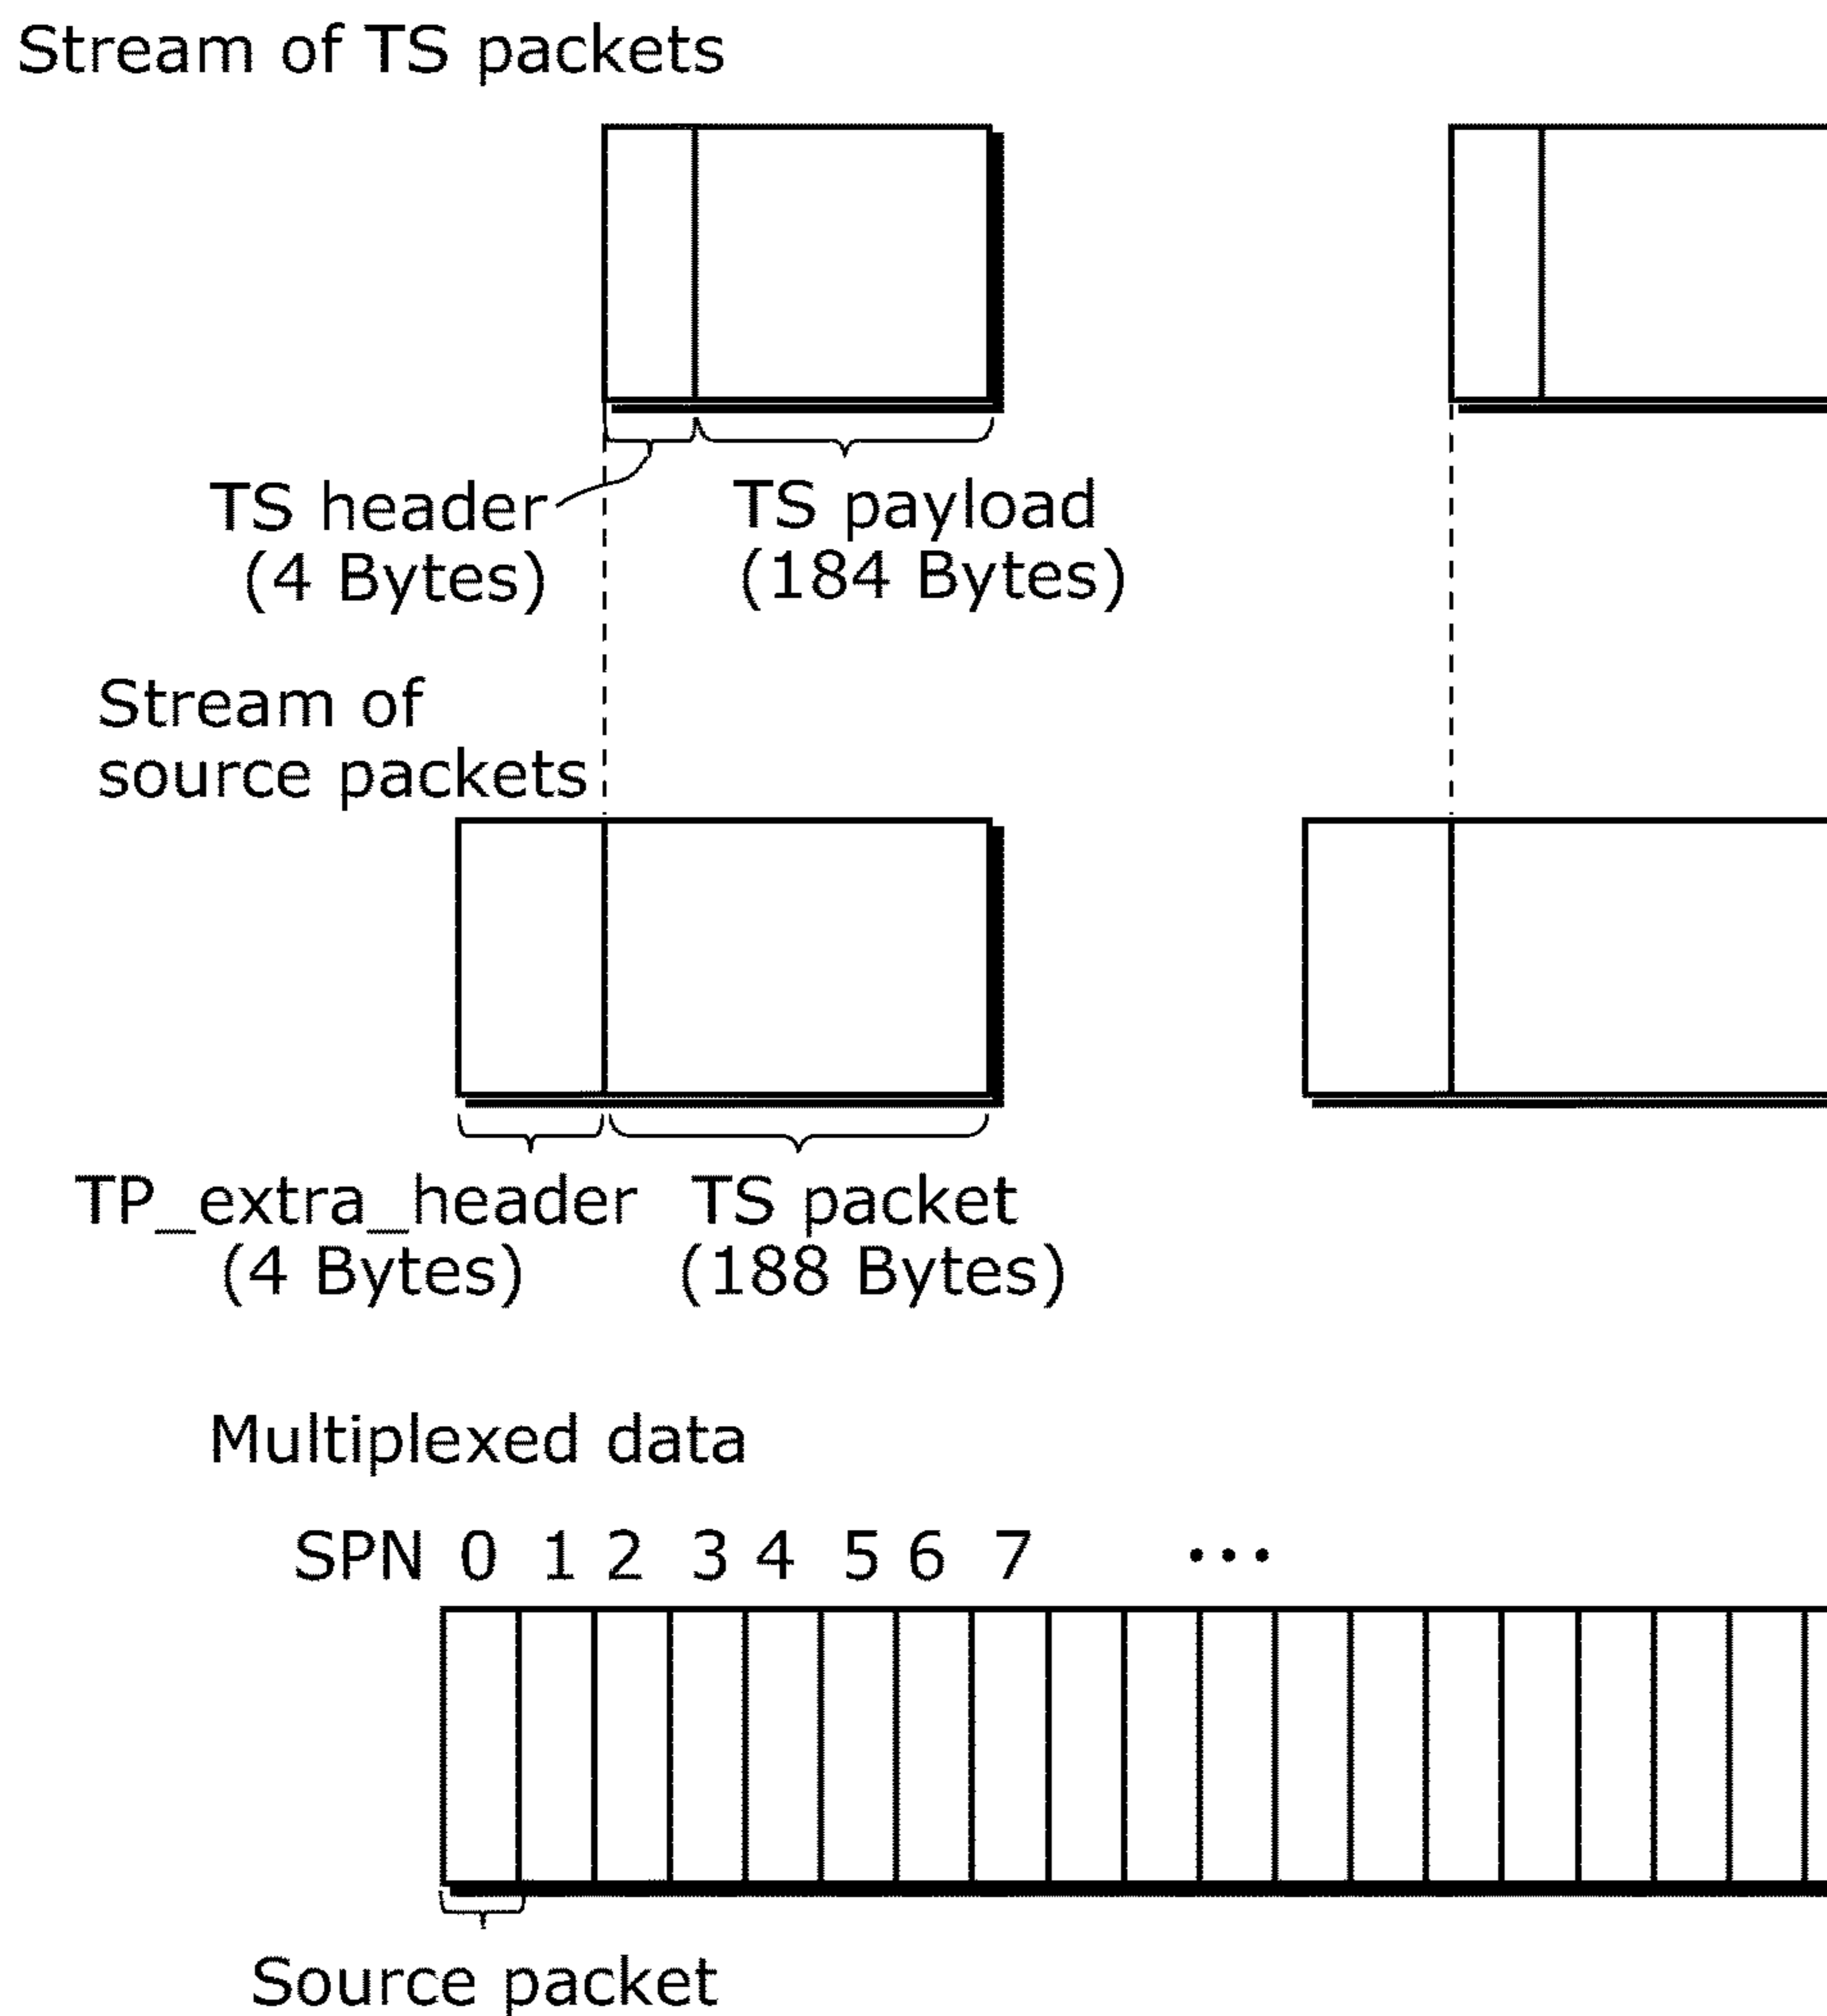 Stream of TS packets
TS header
(4 Bytes)
TS payload
(184 Bytes)
Stream of
source packets
TP_extra_header
(4 Bytes)
TS packet
(188 Bytes)
Multiplexed data
SPN 0 1 2 3 4 5 6 7 ...
Source packet